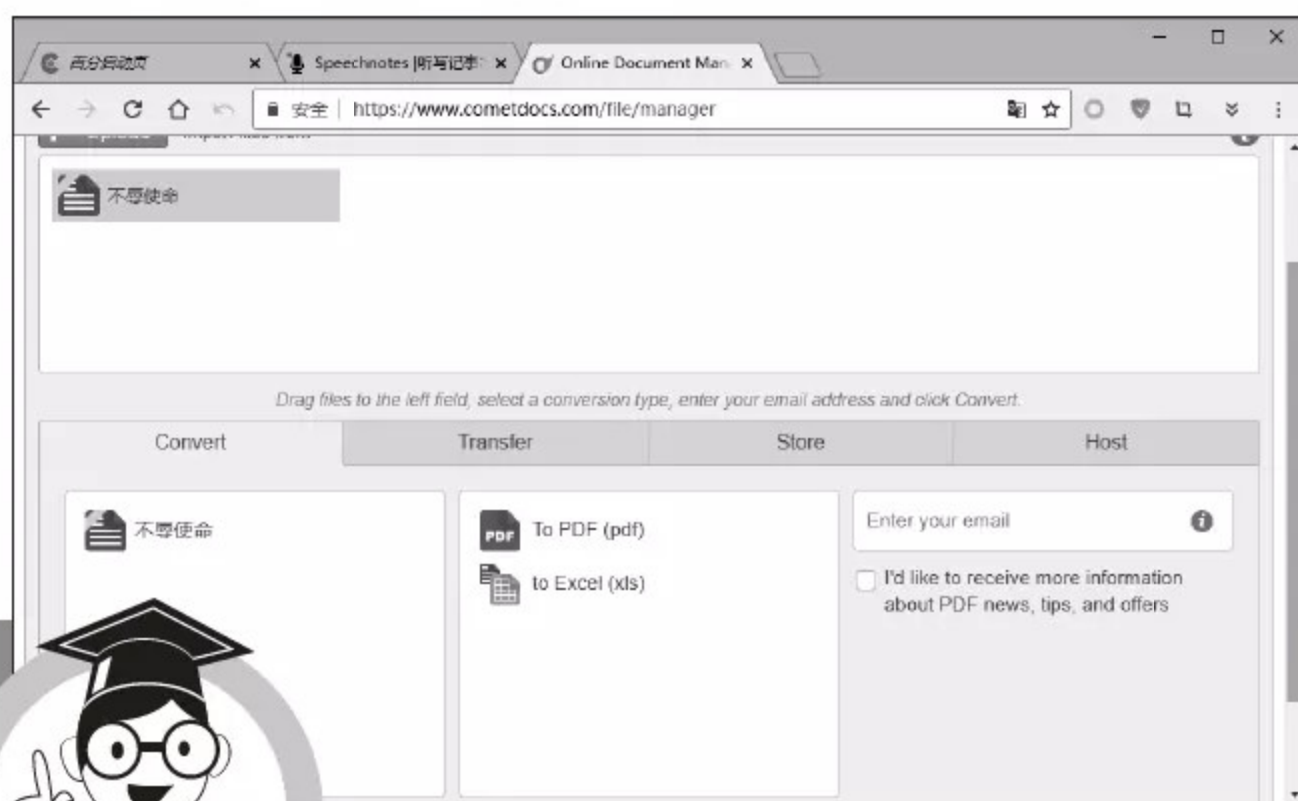 百分启动页
Speechnotes |听写记事
Online Document Man
安全
https://www.cometdocs.com/file/manager
不辱使命
Drag files to the left field, select a conversion type, enter your email address and click Convert.
Convert
Transfer
Store
Host
不辱使命
PDF
To PDF (pdf)
to Excel (xls)
Enter your email
I'd like to receive more information
about PDF news, tips, and offers